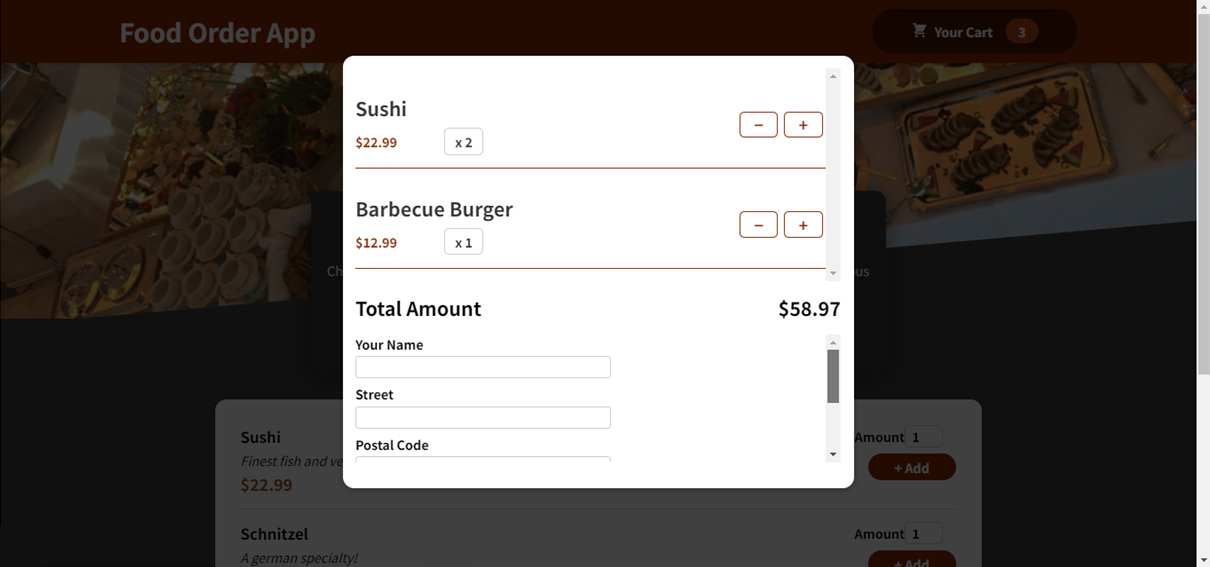 Food Order App
Your Cart 3
Sushi
$22.99 x 2
− +
Barbecue Burger
$12.99 x 1
− +
Ch
ous
Total Amount $58.97
Your Name
Street
Postal Code
Sushi
Amount 1
Finest fish and ve
+ Add
$22.99
Schnitzel
Amount 1
A german specialty!
+ Add